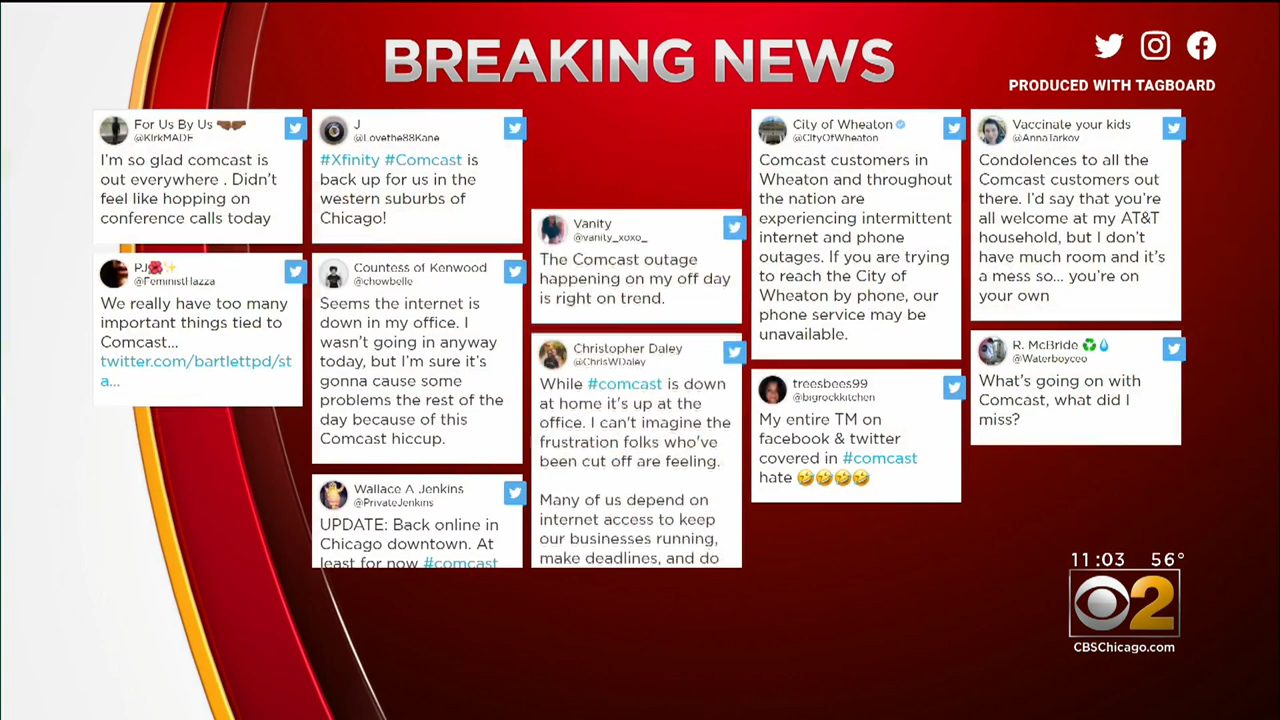 BREAKING NEWS
PRODUCED WITH TAGBOARD
For Us By Us
@KirkMADE
I'm so glad comcast is
out everywhere . Didn't
feel like hopping on
conference calls today
PJ
@FeministHazza
We really have too many
important things tied to
Comcast...
twitter.com/bartlettpd/st
a...
J
@Lovethe88Kane
#Xfinity #Comcast is
back up for us in the
western suburbs of
Chicago!
Countess of Kenwood
@chowbelle
Seems the internet is
down in my office. I
wasn't going in anyway
today, but I'm sure it's
gonna cause some
problems the rest of the
day because of this
Comcast hiccup.
Wallace A Jenkins
@PrivateJenkins
UPDATE: Back online in
Chicago downtown. At
least for now #comcast
Vanity
@vanity_xoxo_
The Comcast outage
happening on my off day
is right on trend.
Christopher Daley
@ChrisWDaley
While #comcast is down
at home it's up at the
office. I can't imagine the
frustration folks who've
been cut off are feeling.
Many of us depend on
internet access to keep
our businesses running,
make deadlines, and do
City of Wheaton
@CityOfWheaton
Comcast customers in
Wheaton and throughout
the nation are
experiencing intermittent
internet and phone
outages. If you are trying
to reach the City of
Wheaton by phone, our
phone service may be
unavailable.
treesbees99
@bigrockkitchen
My entire TM on
facebook & twitter
covered in #comcast
hate 🤣🤣🤣🤣
Vaccinate your kids
@AnnaTarkov
Condolences to all the
Comcast customers out
there. I'd say that you're
all welcome at my AT&T
household, but I don't
have much room and it's
a mess so... you're on
your own
R. McBride ♻️💧
@Waterboyceo
What's going on with
Comcast, what did I
miss?
11:03 56°
2
CBSChicago.com